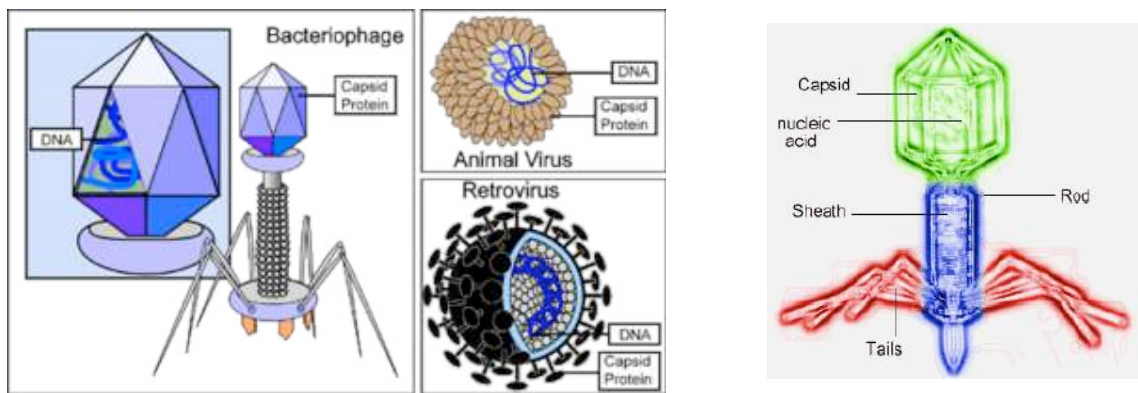 Bacteriophage
DNA
Capsid
Protein
DNA
Capsid
Protein
Animal Virus
Retrovirus
DNA
Capsid
Protein
Capsid
nucleic
acid
Sheath
Rod
Tails